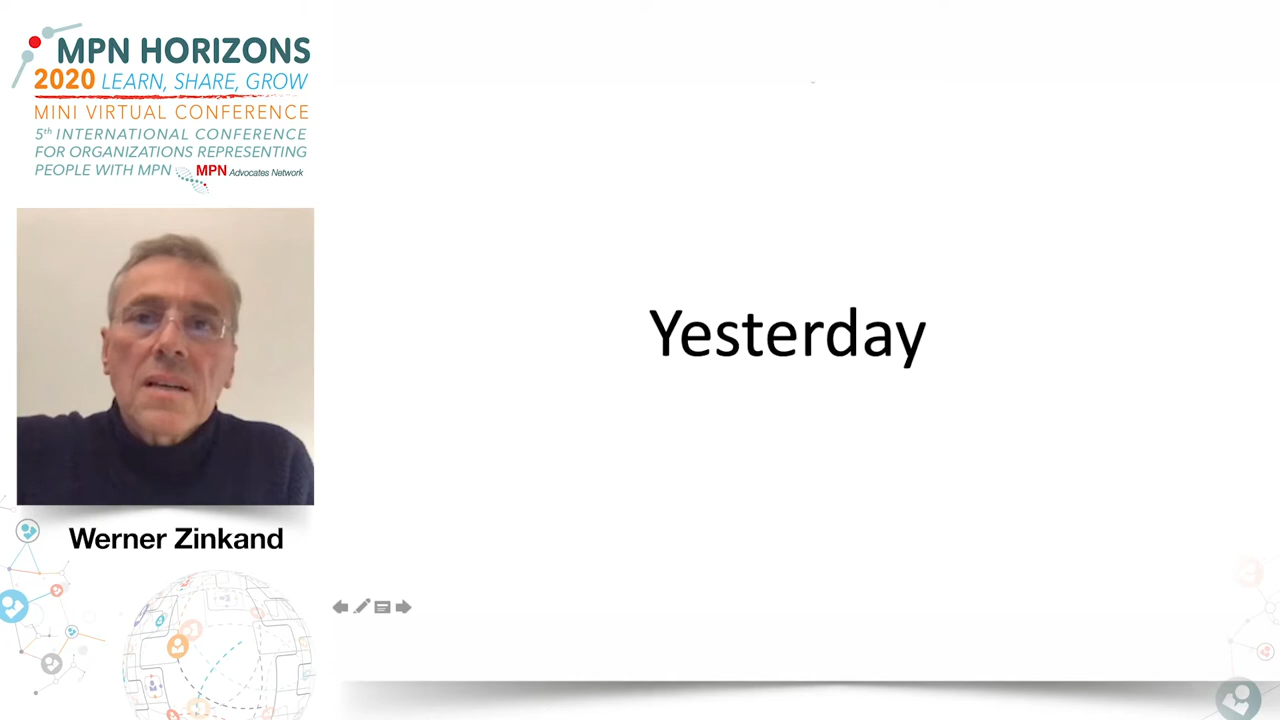 MPN HORIZONS
2020 LEARN, SHARE, GROW
MINI VIRTUAL CONFERENCE
5th INTERNATIONAL CONFERENCE
FOR ORGANIZATIONS REPRESENTING
PEOPLE WITH MPN MPN Advocates Network
Yesterday
Werner Zinkand